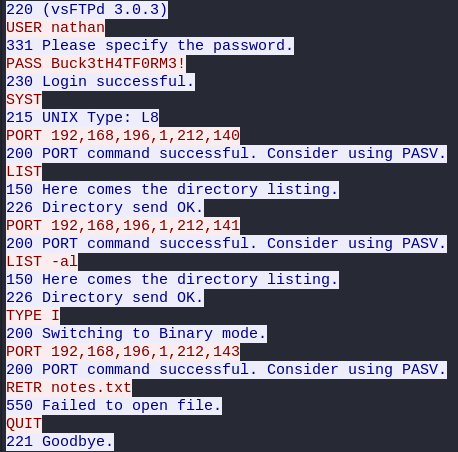 220 (vsFTPd 3.0.3)
USER nathan
331 Please specify the password.
PASS Buck3tH4TF0RM3!
230 Login successful.
SYST
215 UNIX Type: L8
PORT 192,168,196,1,212,140
200 PORT command successful. Consider using PASV.
LIST
150 Here comes the directory listing.
226 Directory send OK.
PORT 192,168,196,1,212,141
200 PORT command successful. Consider using PASV.
LIST -al
150 Here comes the directory listing.
226 Directory send OK.
TYPE I
200 Switching to Binary mode.
PORT 192,168,196,1,212,143
200 PORT command successful. Consider using PASV.
RETR notes.txt
550 Failed to open file.
QUIT
221 Goodbye.